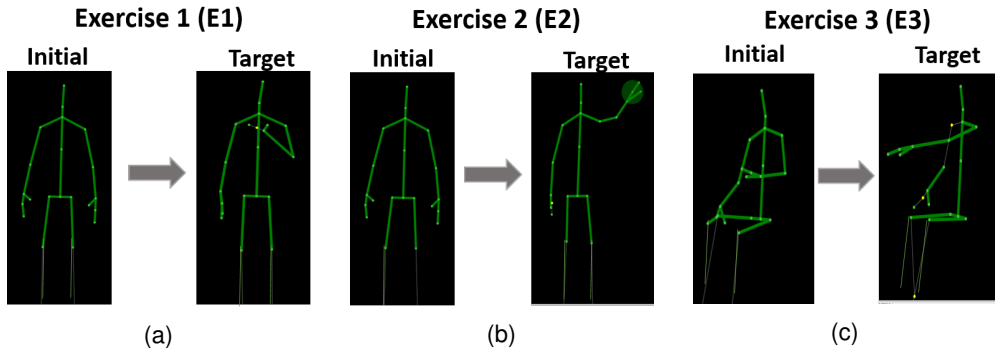 Exercise 1 (E1)
Initial
Target
(a)
Exercise 2 (E2)
Initial
Target
(b)
Exercise 3 (E3)
Initial
Target
(c)